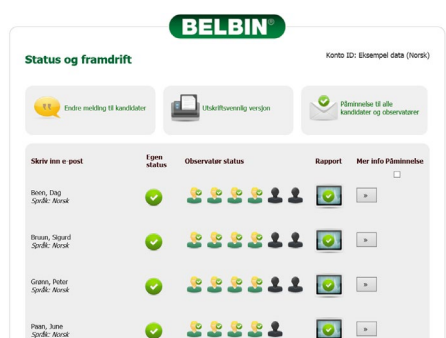 BELBIN®
Status og framdrift
Konto ID: Eksempel data (Norsk)
Endre melding til kandidater
Utskriftsvennlig versjon
Påminnelse til alle
kandidater og observatører
Skriv inn e-post
Egen
status
Observatør status
Rapport
Mer info
Påminnelse
Been, Dag
Språk: Norsk
»
Bruun, Sigurd
Språk: Norsk
»
Grønn, Peter
Språk: Norsk
»
Paan, June
Språk: Norsk
»